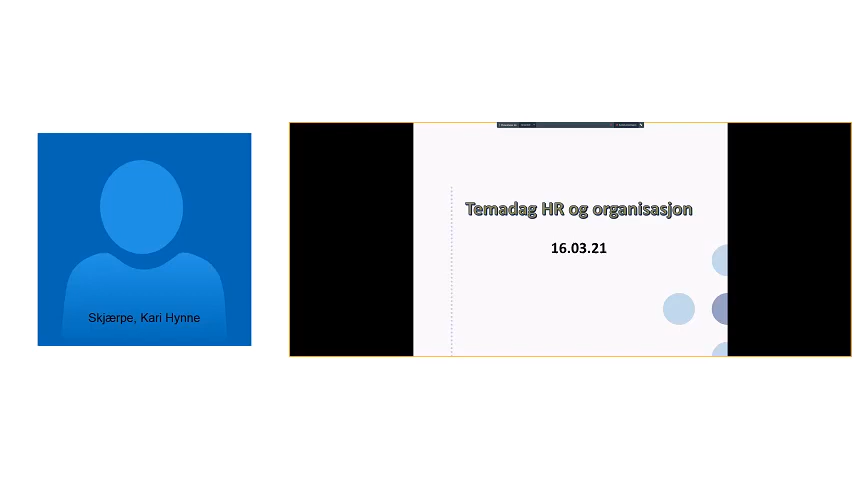 Skjærpe, Kari Hynne
Temadag HR og organisasjon
16.03.21